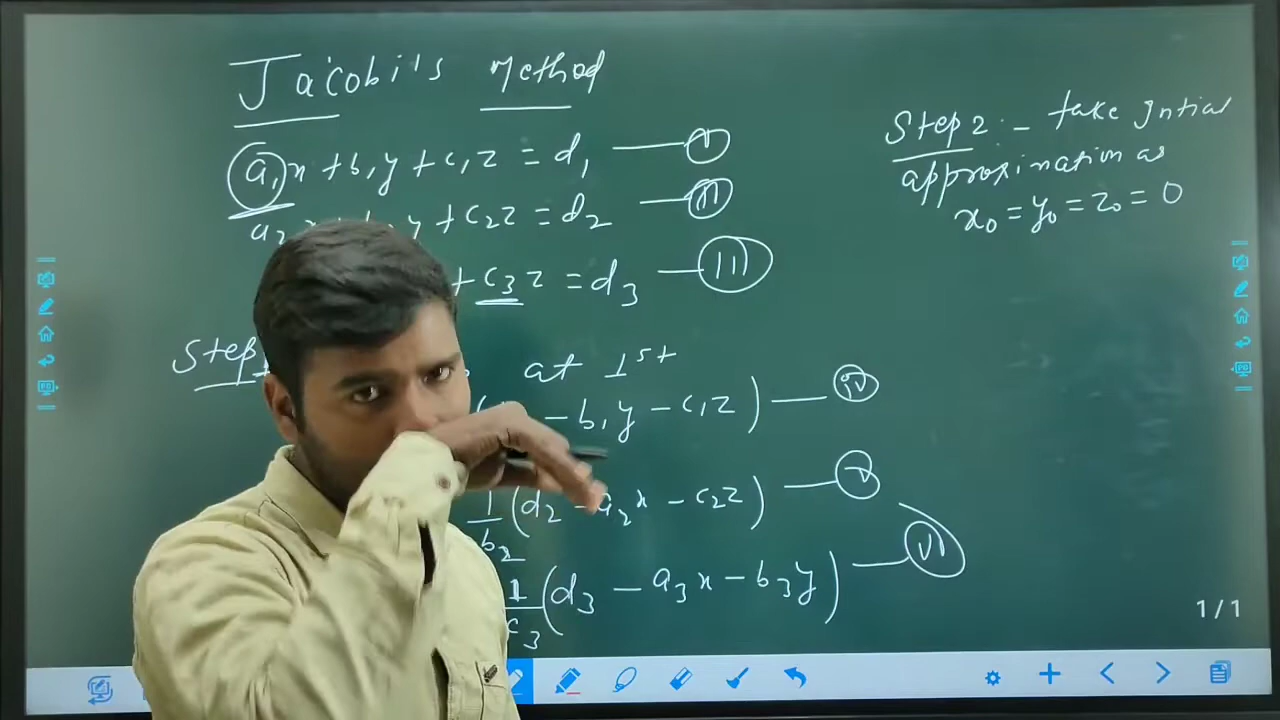 Jacobi's Method
a₁x + b₁y + c₁z = d₁ — (I)
y + c₂z = d₂ — (II)
+ c₃z = d₃ — (III)
Step 1 at 1st
- b₁y - c₁z) — (IV)
1/b₂ (d₂ - a₂x - c₂z) — (V)
1/c₃ (d₃ - a₃x - b₃y) — (VI)
Step 2 :- take Intial
approximation as
x₀ = y₀ = z₀ = 0
1/1